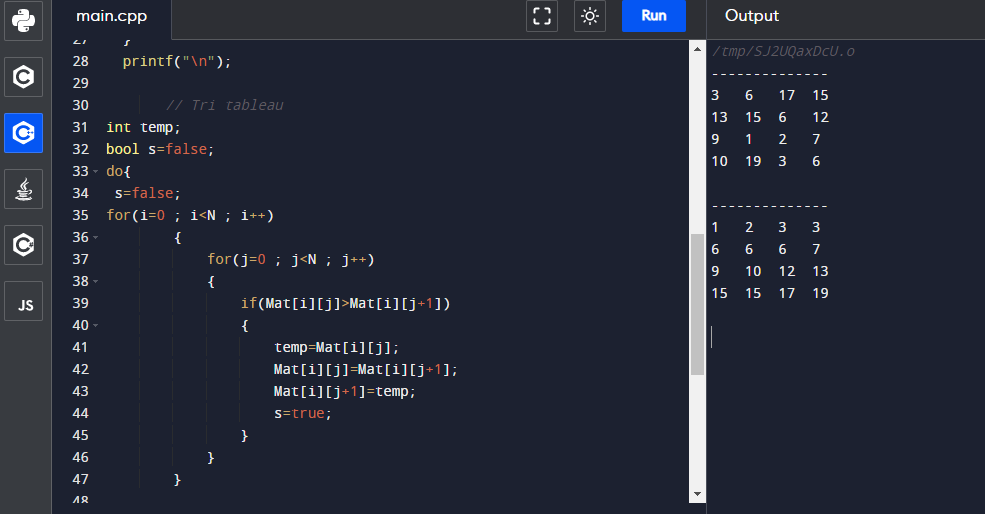 main.cpp
Run
Output
JS
27 }
28 printf("\n");
29
30 // Tri tableau
31 int temp;
32 bool s=false;
33 do{
34 s=false;
35 for(i=0 ; i<N ; i++)
36 {
37 for(j=0 ; j<N ; j++)
38 {
39 if(Mat[i][j]>Mat[i][j+1])
40 {
41 temp=Mat[i][j];
42 Mat[i][j]=Mat[i][j+1];
43 Mat[i][j+1]=temp;
44 s=true;
45 }
46 }
47 }
48
/tmp/SJ2UQaxDcU.o
--------------
3 6 17 15
13 15 6 12
9 1 2 7
10 19 3 6
--------------
1 2 3 3
6 6 6 7
9 10 12 13
15 15 17 19